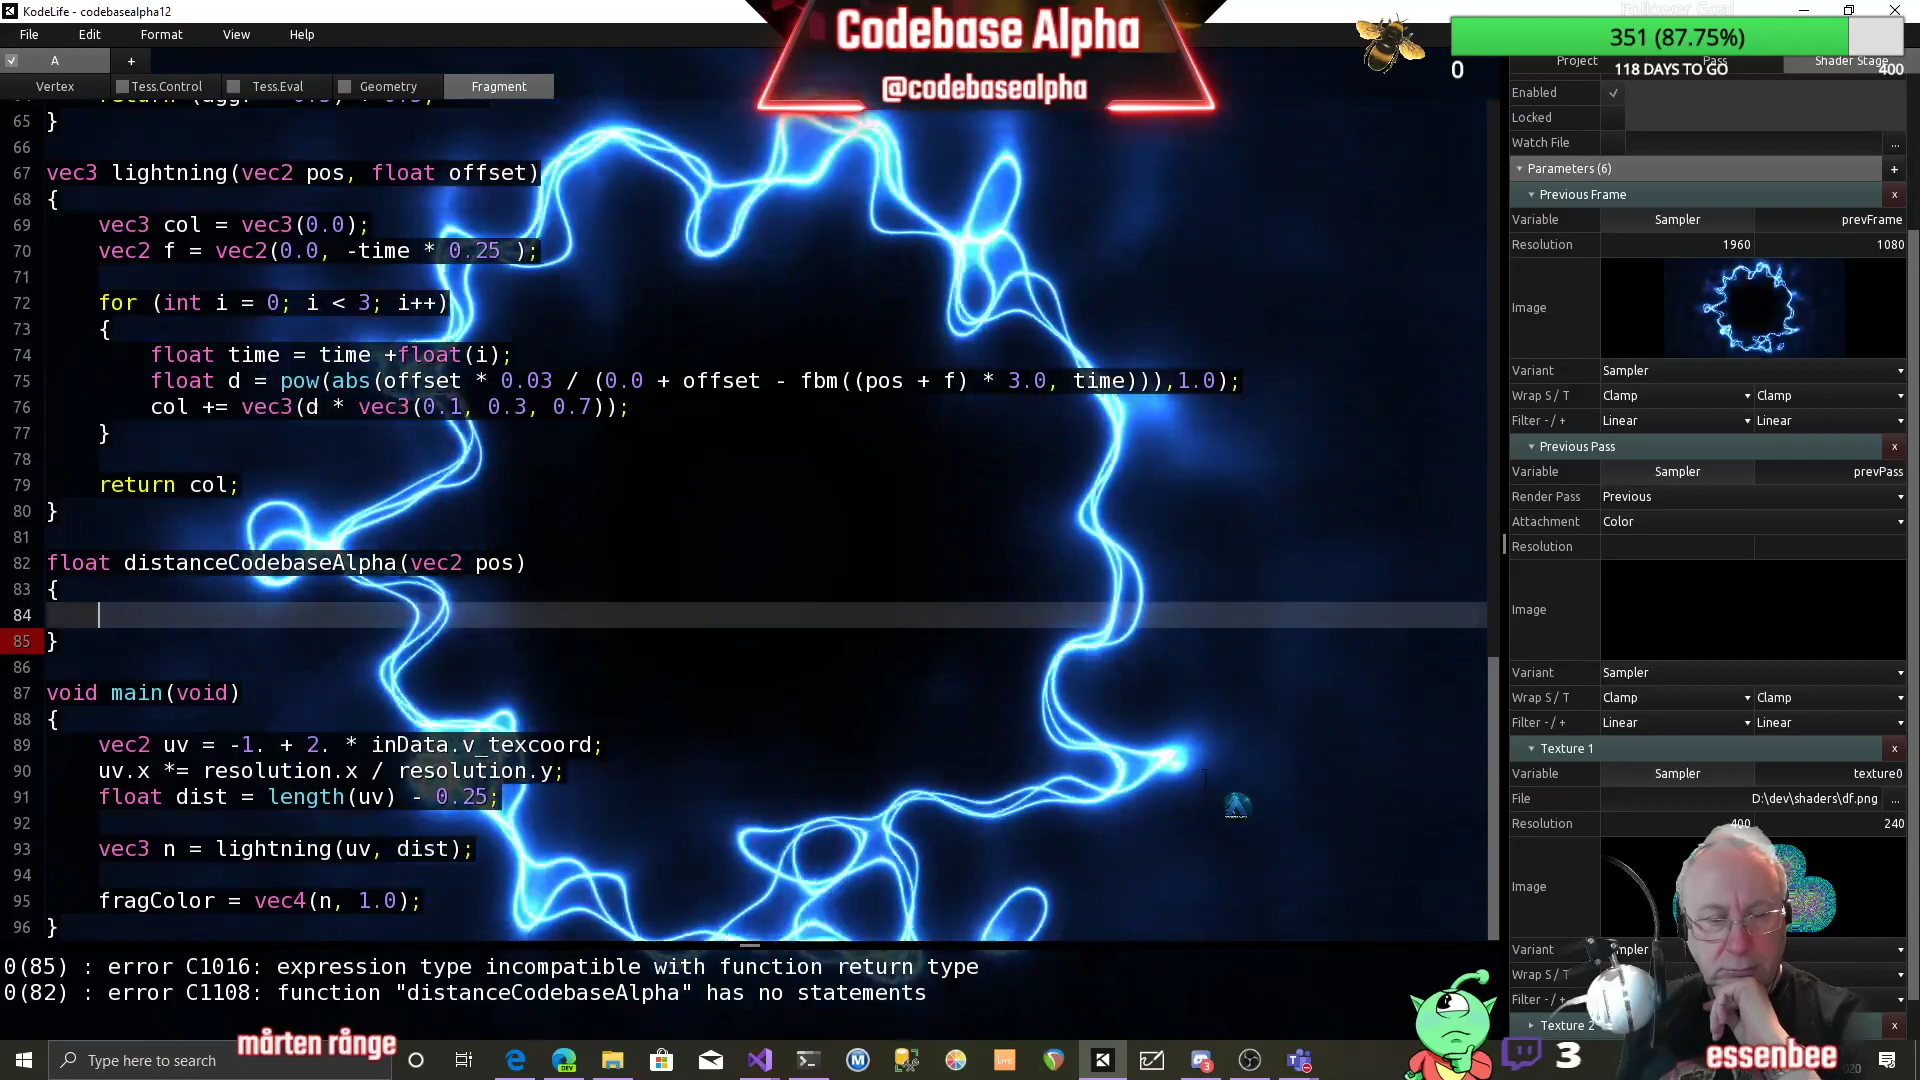 KodeLife - codebasealpha12
File Edit Format View Help
A +
Vertex Tess.Control Tess.Eval Geometry Fragment
Codebase Alpha
@codebasealpha
Follower Goal
351 (87.75%)
0 118 DAYS TO GO 400
Project Pass Shader Stage
65 }
66
67 vec3 lightning(vec2 pos, float offset)
68 {
69 vec3 col = vec3(0.0);
70 vec2 f = vec2(0.0, -time * 0.25 );
71
72 for (int i = 0; i < 3; i++)
73 {
74 float time = time +float(i);
75 float d = pow(abs(offset * 0.03 / (0.0 + offset - fbm((pos + f) * 3.0, time))),1.0);
76 col += vec3(d * vec3(0.1, 0.3, 0.7));
77 }
78
79 return col;
80 }
81
82 float distanceCodebaseAlpha(vec2 pos)
83 {
84
85 }
86
87 void main(void)
88 {
89 vec2 uv = -1. + 2. * inData.v_texcoord;
90 uv.x *= resolution.x / resolution.y;
91 float dist = length(uv) - 0.25;
92
93 vec3 n = lightning(uv, dist);
94
95 fragColor = vec4(n, 1.0);
96 }
0(85) : error C1016: expression type incompatible with function return type
0(82) : error C1108: function "distanceCodebaseAlpha" has no statements
Enabled
Locked
Watch File ...
Parameters (6) +
Previous Frame x
Variable Sampler prevFrame
Resolution 1960 1080
Image
Variant Sampler
Wrap S / T Clamp Clamp
Filter - / + Linear Linear
Previous Pass x
Variable Sampler prevPass
Render Pass Previous
Attachment Color
Resolution
Image
Variant Sampler
Wrap S / T Clamp Clamp
Filter - / + Linear Linear
Texture 1 x
Variable Sampler texture0
File D:\dev\shaders\df.png ...
Resolution 400 240
Image
Variant
Wrap S / T
Filter - / +
Texture 2 x
Type here to search
mårten rånge
3
essenbee